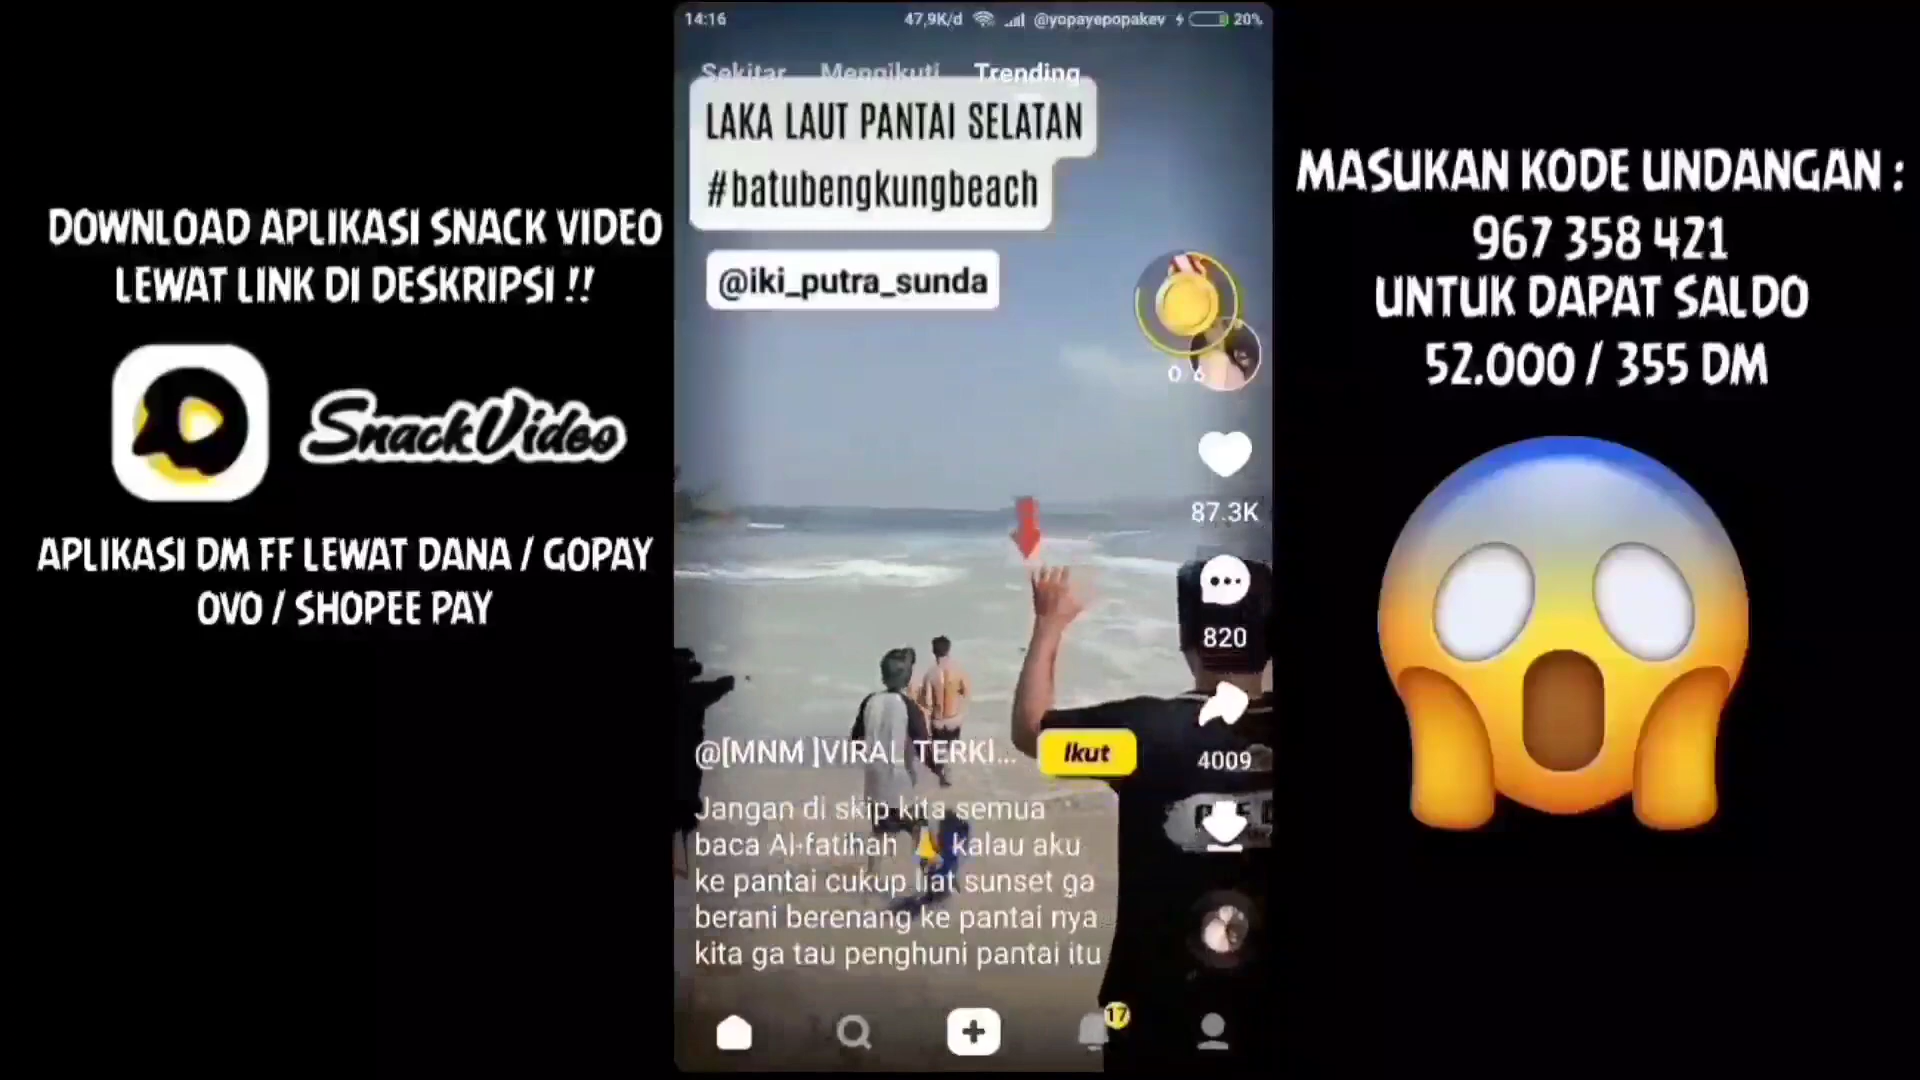 DOWNLOAD APLIKASI SNACK VIDEO
LEWAT LINK DI DESKRIPSI !!
SnackVideo
APLIKASI DM FF LEWAT DANA / GOPAY
OVO / SHOPEE PAY
14:16
47,9K/d
@yopayepopakev
20%
Sekitar
Mengikuti
Trending
LAKA LAUT PANTAI SELATAN
#batubengkungbeach
@iki_putra_sunda
87.3K
820
4009
@[MNM ]VIRAL TERKI...
Ikut
Jangan di skip kita semua
baca Al-fatihah 🙏 kalau aku
ke pantai cukup liat sunset ga
berani berenang ke pantai nya
kita ga tau penghuni pantai itu
17
MASUKAN KODE UNDANGAN :
967 358 421
UNTUK DAPAT SALDO
52.000 / 355 DM